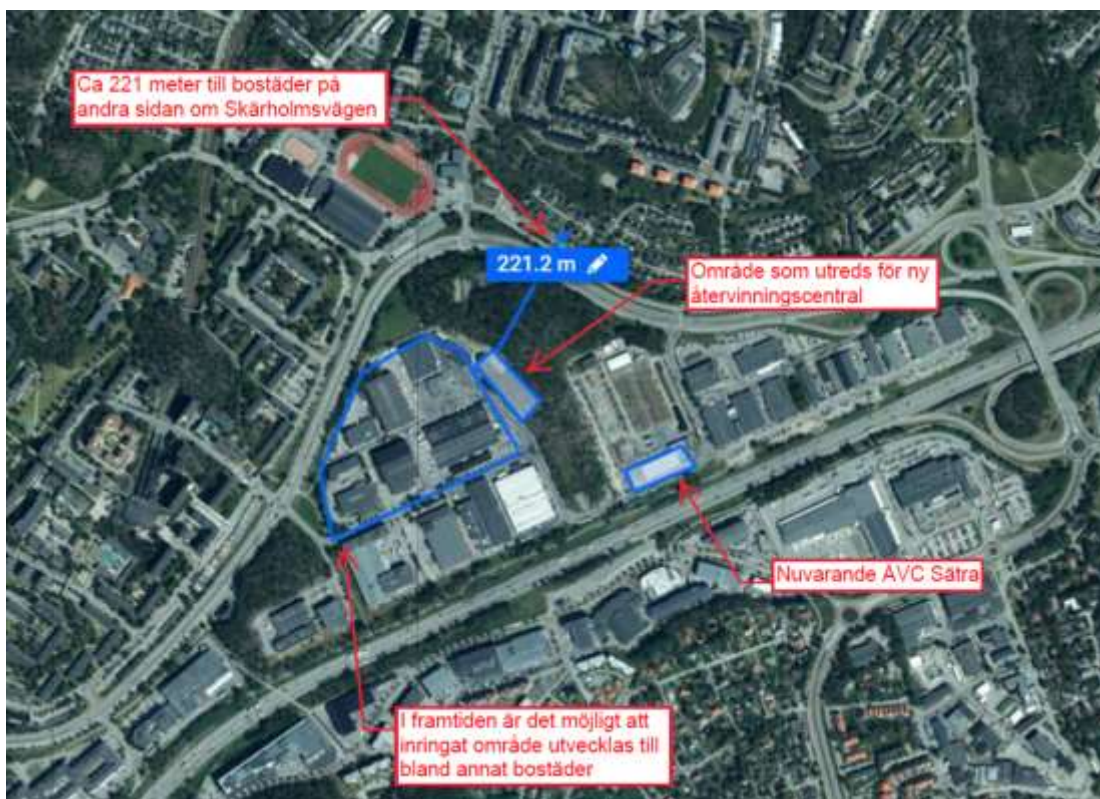 Ca 221 meter till bostäder på
andra sidan om Skärholmsvägen
221.2 m
Område som utreds för ny
återvinningscentral
Nuvarande ÅVC Sätra
I framtiden är det möjligt att
inringat område utvecklas till
bland annat bostäder